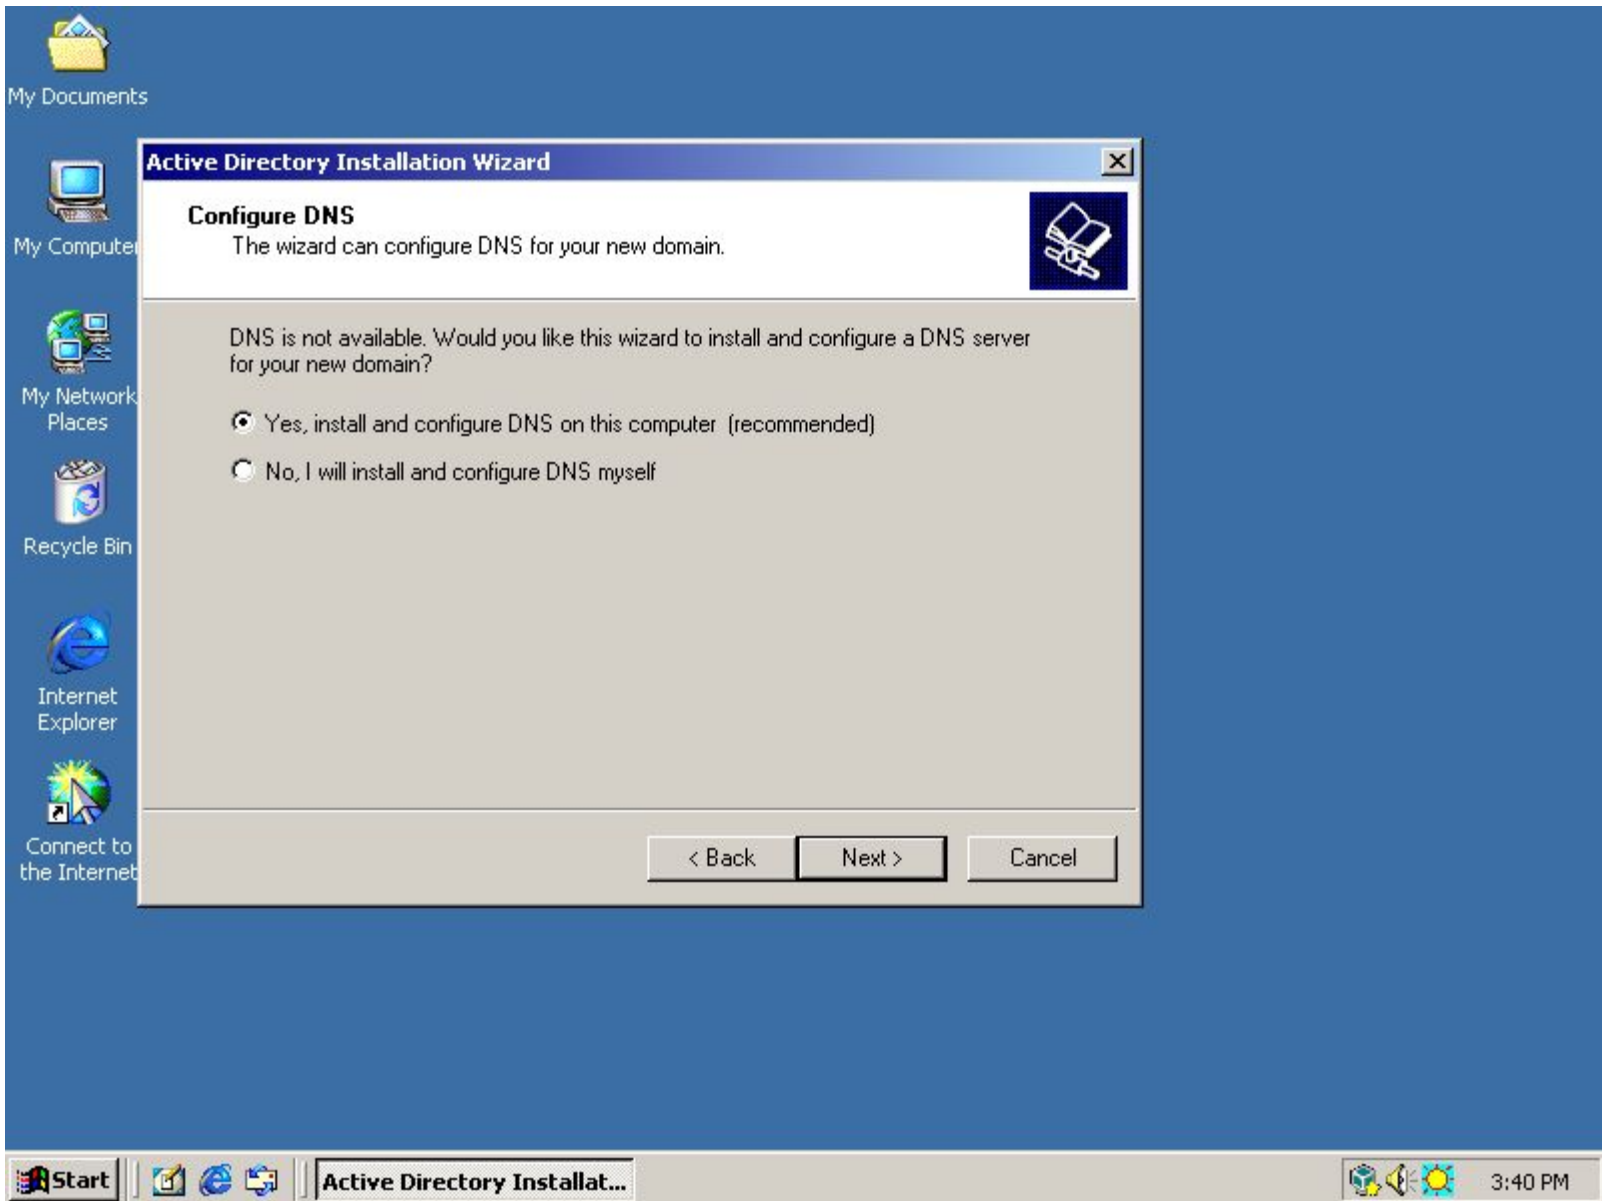 My Documents
My Computer
My Network
Places
Recycle Bin
Internet
Explorer
Connect to
the Internet
Active Directory Installation Wizard
Configure DNS
The wizard can configure DNS for your new domain.
DNS is not available. Would you like this wizard to install and configure a DNS server
for your new domain?
Yes, install and configure DNS on this computer (recommended)
No, I will install and configure DNS myself
< Back
Next >
Cancel
Start
Active Directory Installat...
3:40 PM